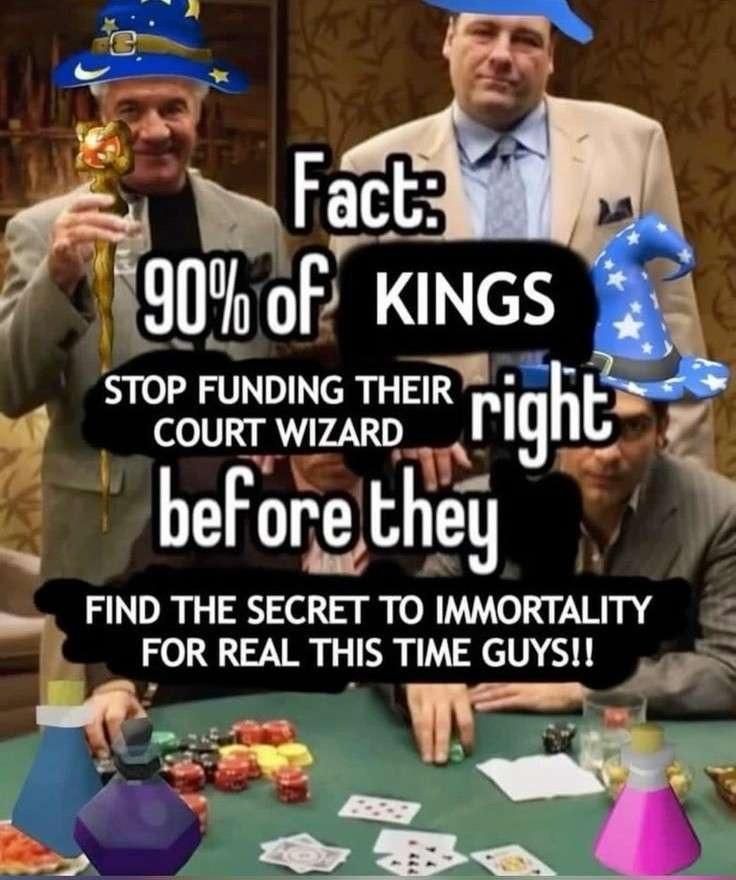 Fact:
90% of KINGS
STOP FUNDING THEIR
COURT WIZARD right
before they
FIND THE SECRET TO IMMORTALITY
FOR REAL THIS TIME GUYS!!